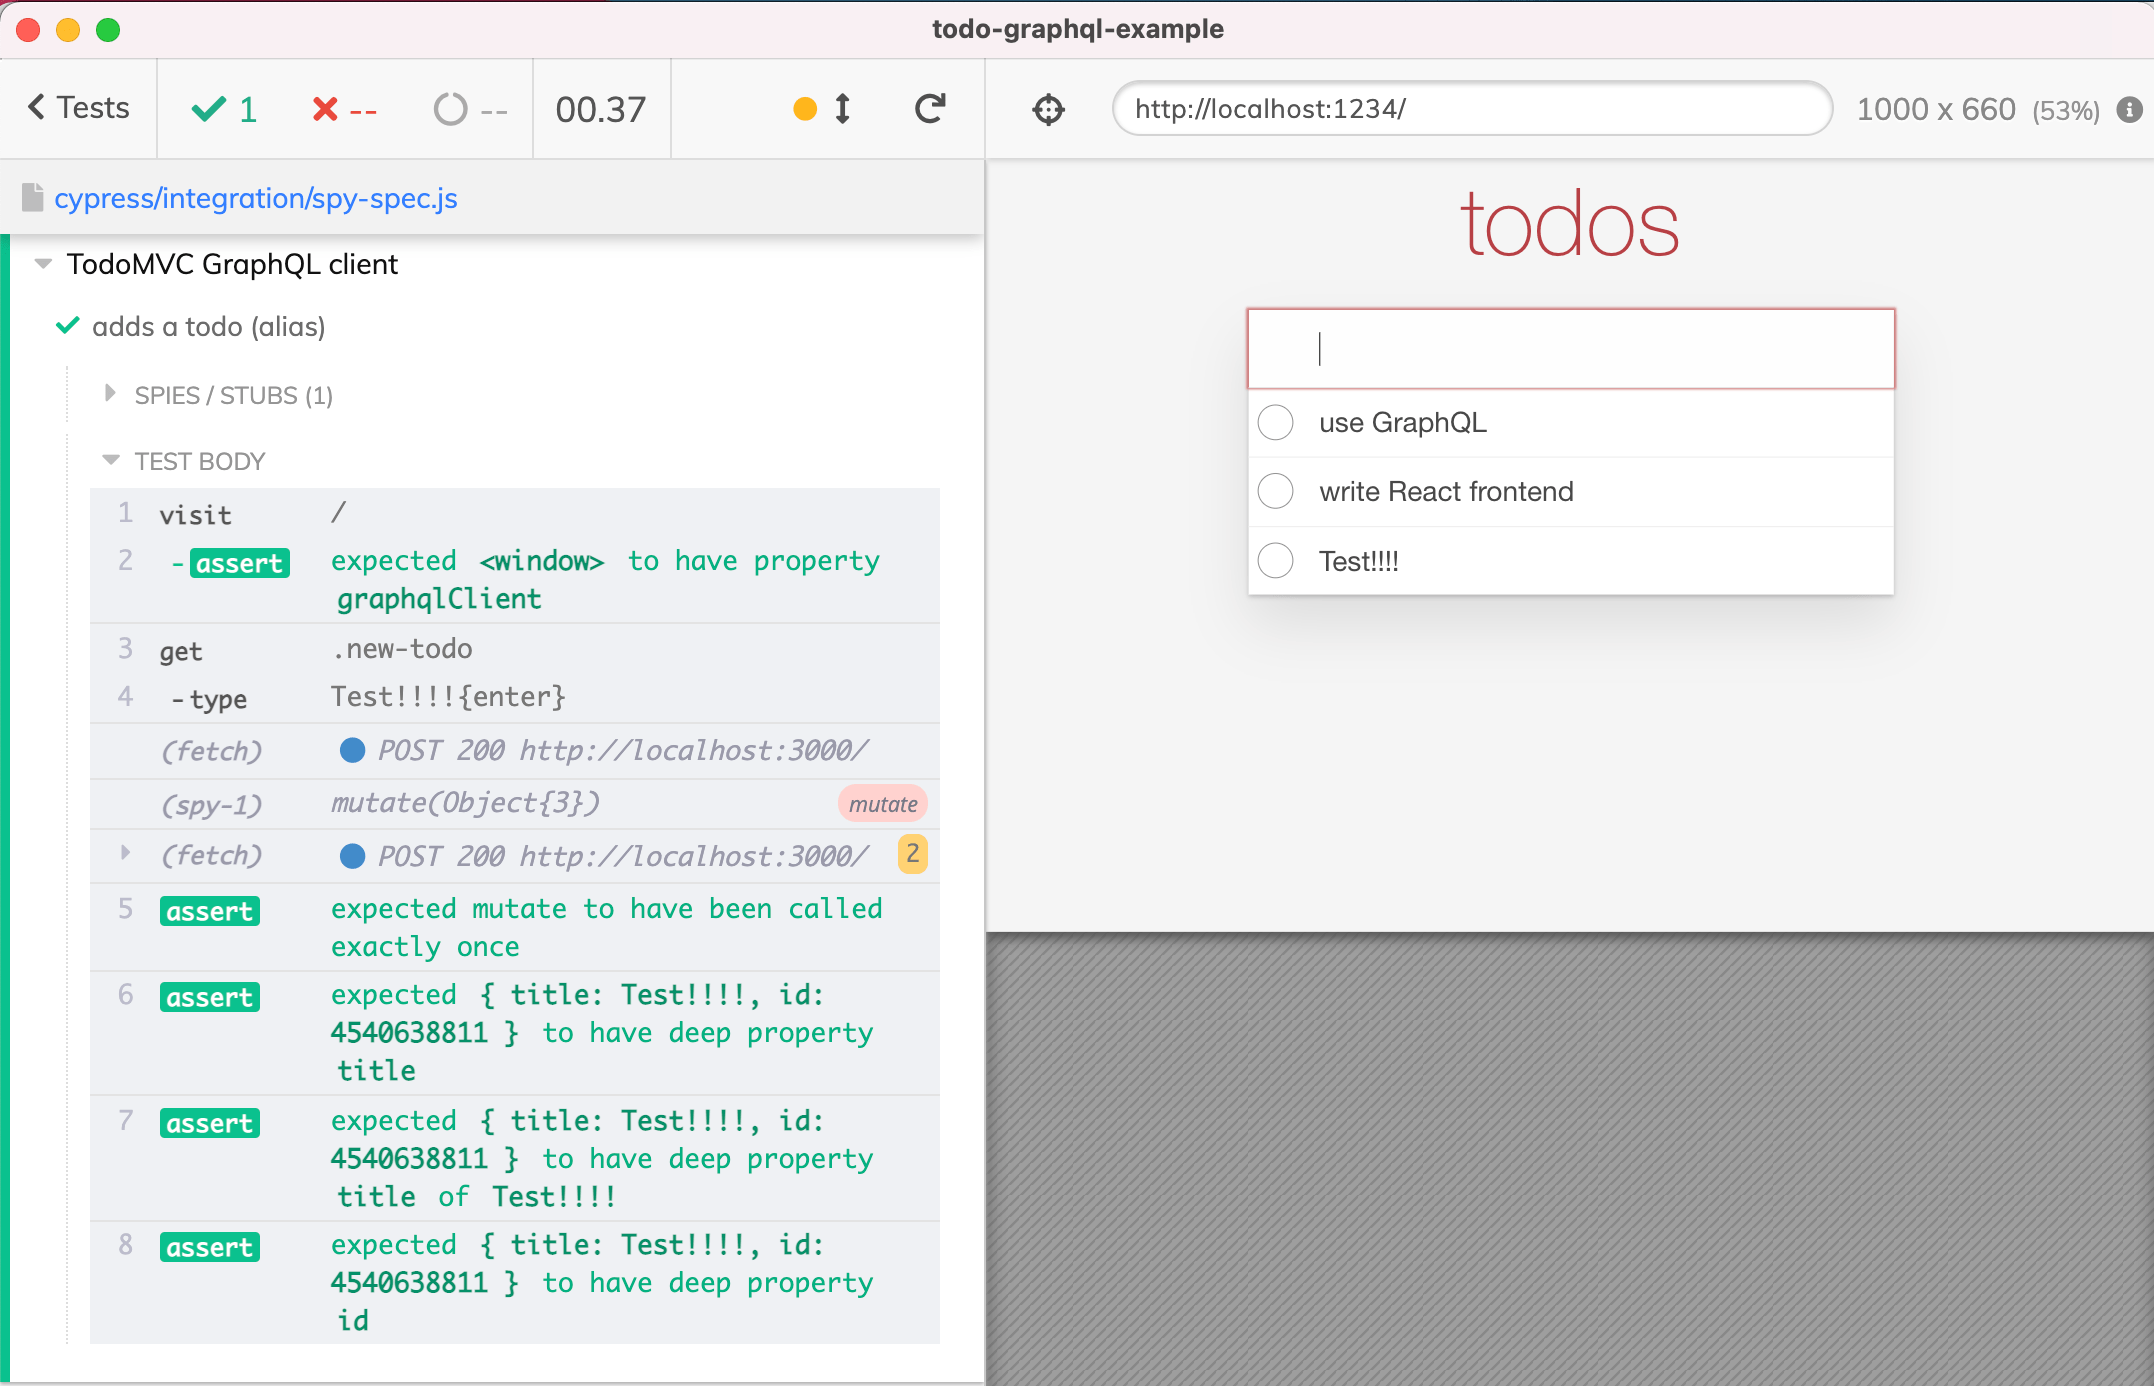 todo-graphql-example
Tests
1
--
--
00.37
http://localhost:1234/
1000 x 660 (53%)
cypress/integration/spy-spec.js
TodoMVC GraphQL client
adds a todo (alias)
SPIES / STUBS (1)
TEST BODY
1 visit /
2 -assert expected <window> to have property
graphqlClient
3 get .new-todo
4 -type Test!!!!{enter}
(fetch) POST 200 http://localhost:3000/
(spy-1) mutate(Object{3}) mutate
(fetch) POST 200 http://localhost:3000/ 2
5 assert expected mutate to have been called
exactly once
6 assert expected { title: Test!!!!, id:
4540638811 } to have deep property
title
7 assert expected { title: Test!!!!, id:
4540638811 } to have deep property
title of Test!!!!
8 assert expected { title: Test!!!!, id:
4540638811 } to have deep property
id
todos
use GraphQL
write React frontend
Test!!!!